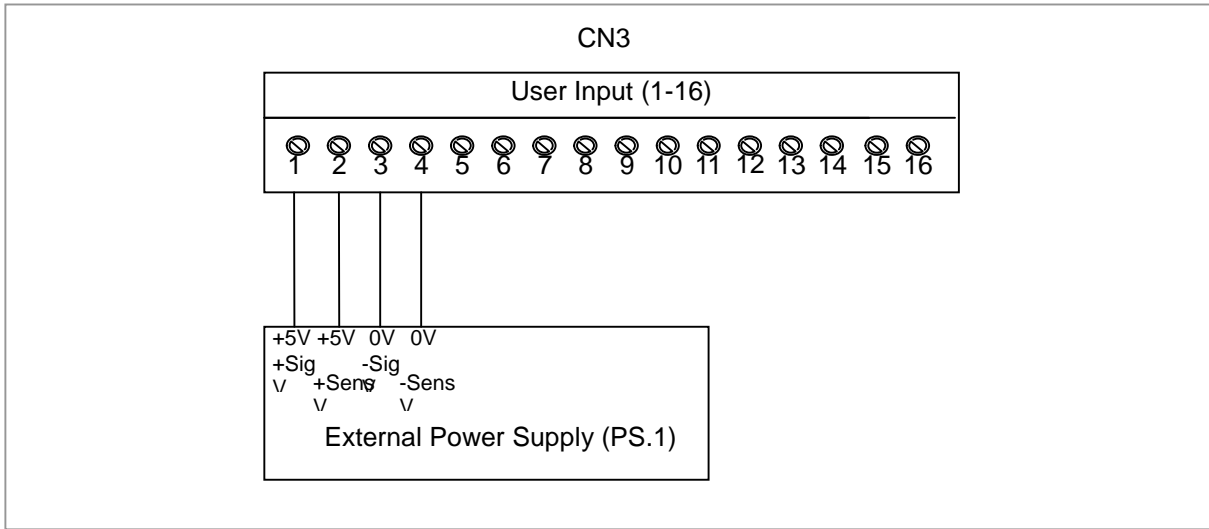 CN3
User Input (1-16)
1 2 3 4 5 6 7 8 9 10 11 12 13 14 15 16
+5V +5V 0V 0V
+Sig -Sig
V +Sens V -Sens
V V
External Power Supply (PS.1)